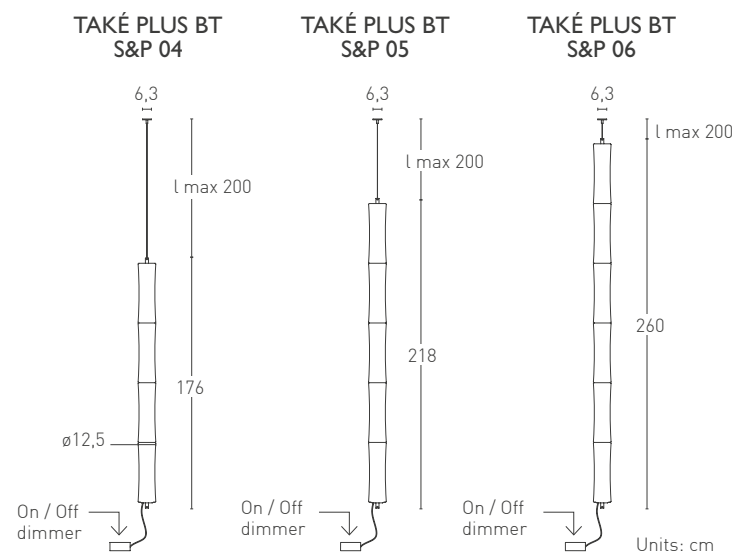 TAKÉ PLUS BT
S&P 04
6,3
l max 200
176
ø12,5
On / Off
dimmer
TAKÉ PLUS BT
S&P 05
6,3
l max 200
218
On / Off
dimmer
TAKÉ PLUS BT
S&P 06
6,3
l max 200
260
On / Off
dimmer
Units: cm